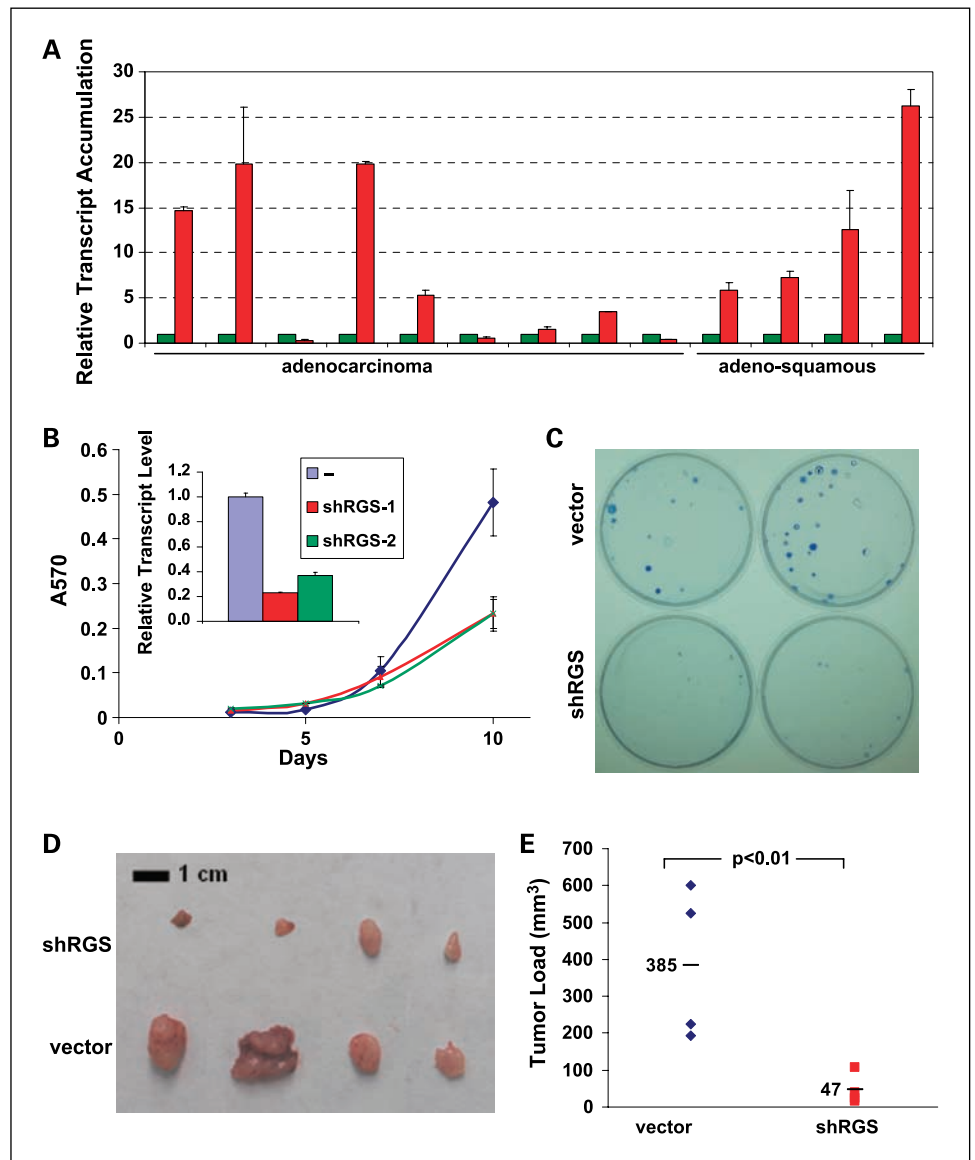 A
Relative Transcript Accumulation
30
25
20
15
10
5
0
adenocarcinoma
adeno-squamous
B
A570
0.6
0.5
0.4
0.3
0.2
0.1
0
0
5
10
Days
Relative Transcript Level
1.2
1.0
0.8
0.6
0.4
0.2
0.0
–
shRGS-1
shRGS-2
C
vector
shRGS
D
1 cm
shRGS
vector
E
Tumor Load (mm³)
700
600
500
400
300
200
100
0
p<0.01
385
47
vector
shRGS